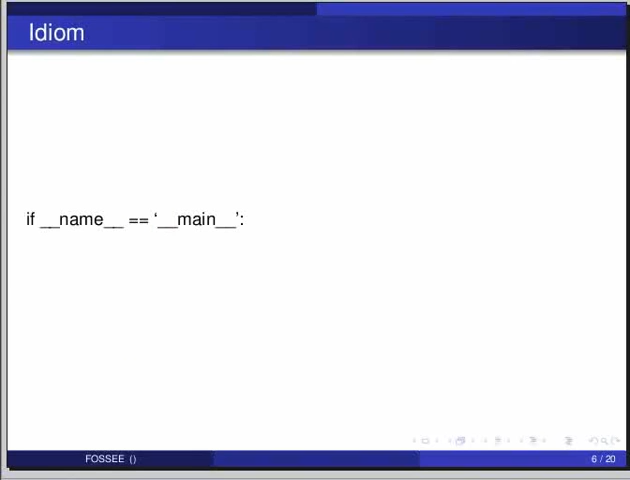 Idiom
if __name__ == ‘__main__’:
FOSSEE ()
6 / 20